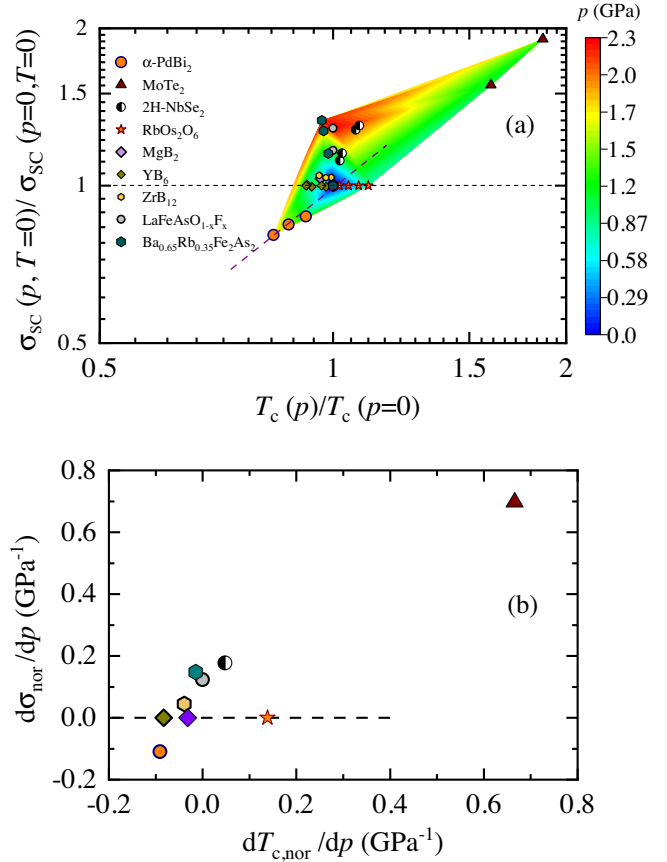 p (GPa)
2
1.5
1
0.5
σSC (p, T =0)/ σSC (p=0,T=0)
α-PdBi2
MoTe2
2H-NbSe2
RbOs2O6
MgB2
YB6
ZrB12
LaFeAsO1-xFx
Ba0.65Rb0.35Fe2As2
(a)
2.3
2.0
1.7
1.4
1.2
0.87
0.58
0.29
0.0
0.5 1 1.5 2
Tc (p)/Tc (p=0)
0.8
0.6
0.4
0.2
0.0
-0.2
dσnor/dp (GPa-1)
(b)
-0.2 0.0 0.2 0.4 0.6 0.8
dTc,nor/dp (GPa-1)